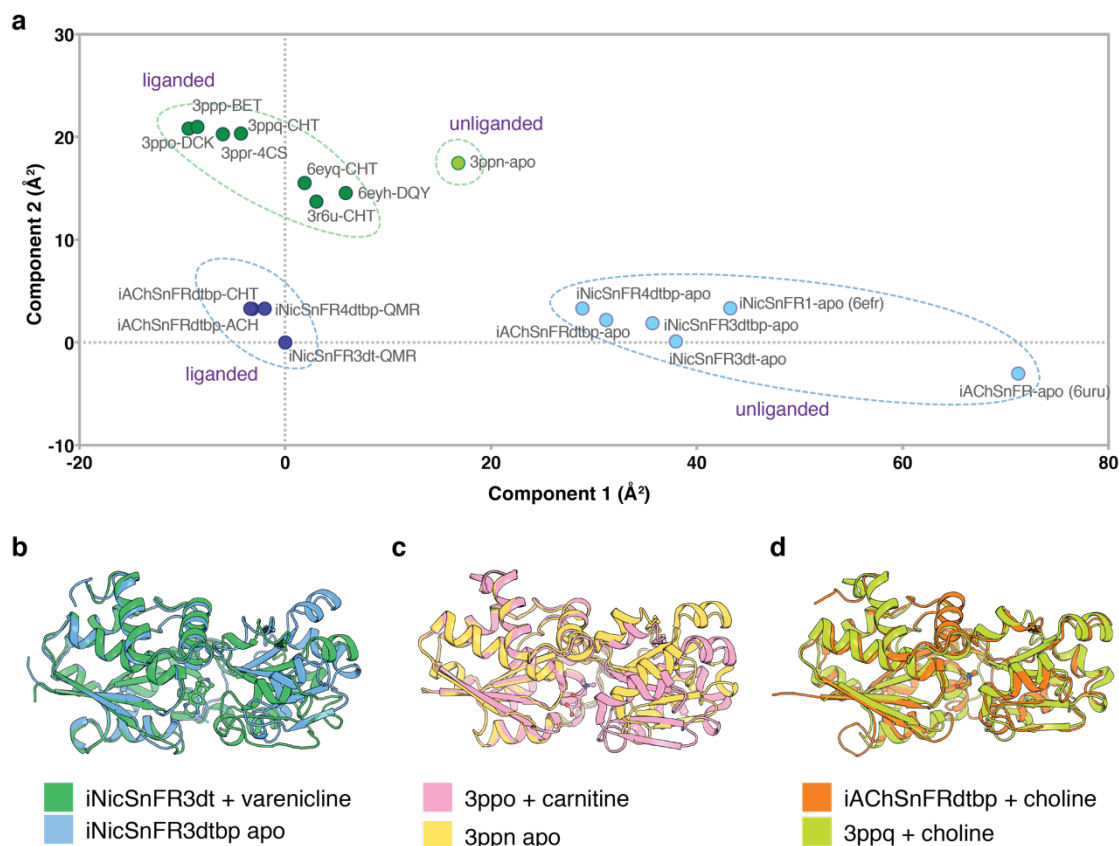 a
30
20
10
0
-10
-20
0
20
40
60
80
Component 2 (Å²)
Component 1 (Å²)
liganded
3ppp-BET
3ppq-CHT
3ppo-DCK
3ppr-4CS
unliganded
3ppn-apo
6eyq-CHT
6eyh-DQY
3r6u-CHT
iAChSnFRdtbp-CHT
iNicSnFR4dtbp-QMR
iAChSnFRdtbp-ACH
iNicSnFR3dt-QMR
liganded
iNicSnFR4dtbp-apo
iNicSnFR1-apo (6efr)
iAChSnFRdtbp-apo
iNicSnFR3dtbp-apo
iNicSnFR3dt-apo
iAChSnFR-apo (6uru)
unliganded
b
iNicSnFR3dt + varenicline
iNicSnFR3dtbp apo
c
3ppo + carnitine
3ppn apo
d
iAChSnFRdtbp + choline
3ppq + choline